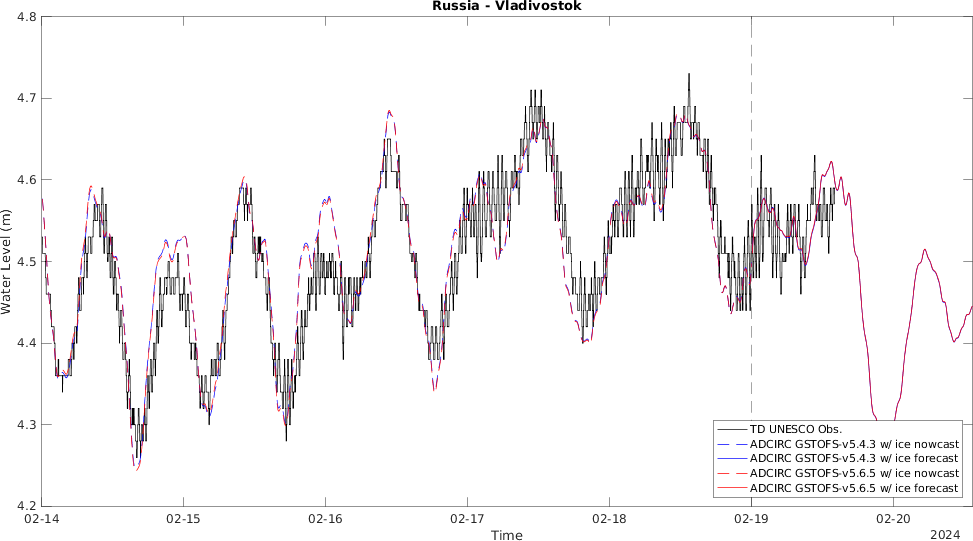 Russia - Vladivostok
4.8
4.7
4.6
4.5
4.4
4.3
4.2
Water Level (m)
02-14
02-15
02-16
02-17
02-18
02-19
02-20
Time
2024
TD UNESCO Obs.
ADCIRC GSTOFS-v5.4.3 w/ ice nowcast
ADCIRC GSTOFS-v5.4.3 w/ ice forecast
ADCIRC GSTOFS-v5.6.5 w/ ice nowcast
ADCIRC GSTOFS-v5.6.5 w/ ice forecast